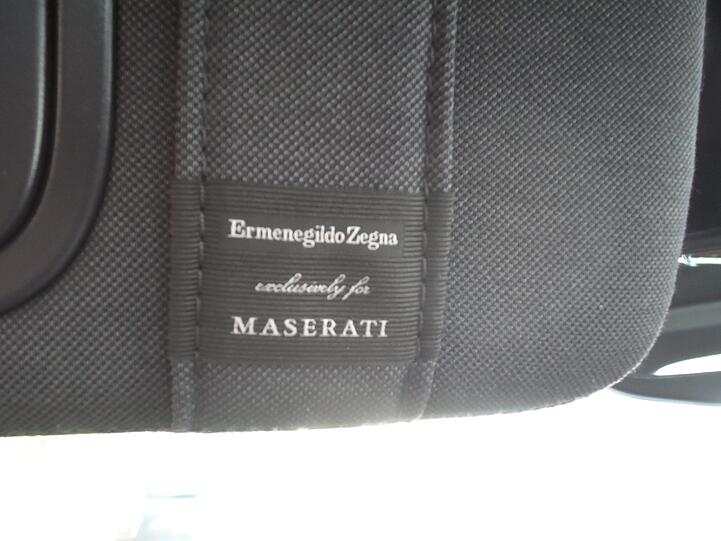 Ermenegildo Zegna
exclusively for
MASERATI